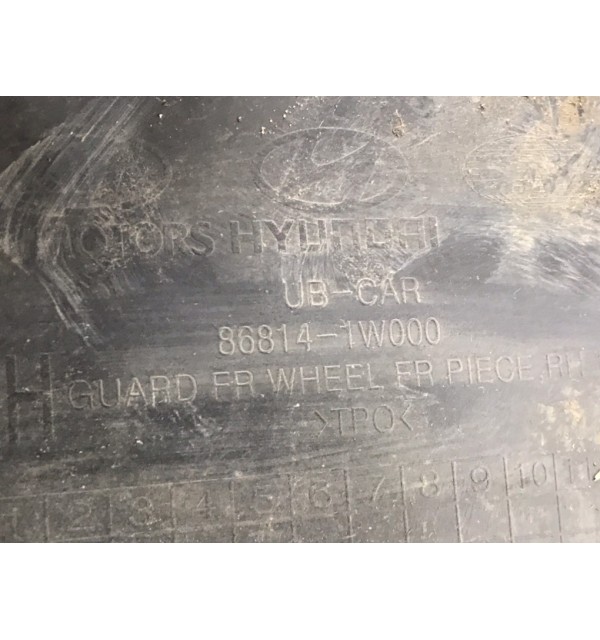 MOTORS HYUNDAI
UB-CAR
86814-1W000
H
GUARD FR WHEEL FR PIECE RH
>TPO<
1 2 3 4 5 6 7 8 9 10 11